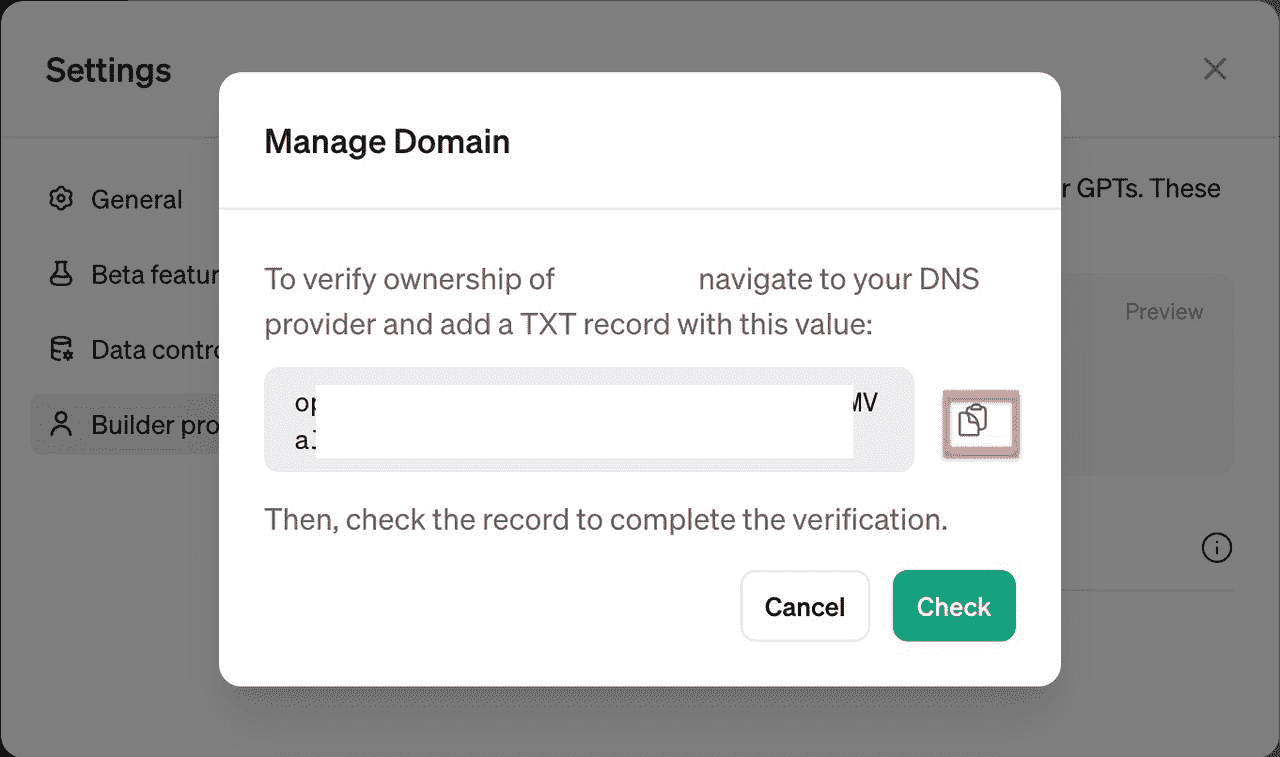 Settings
Manage Domain
General
r GPTs. These
Beta featur
To verify ownership of navigate to your DNS
provider and add a TXT record with this value:
Preview
Data contro
Builder pro
op MV
al
Then, check the record to complete the verification.
Cancel
Check